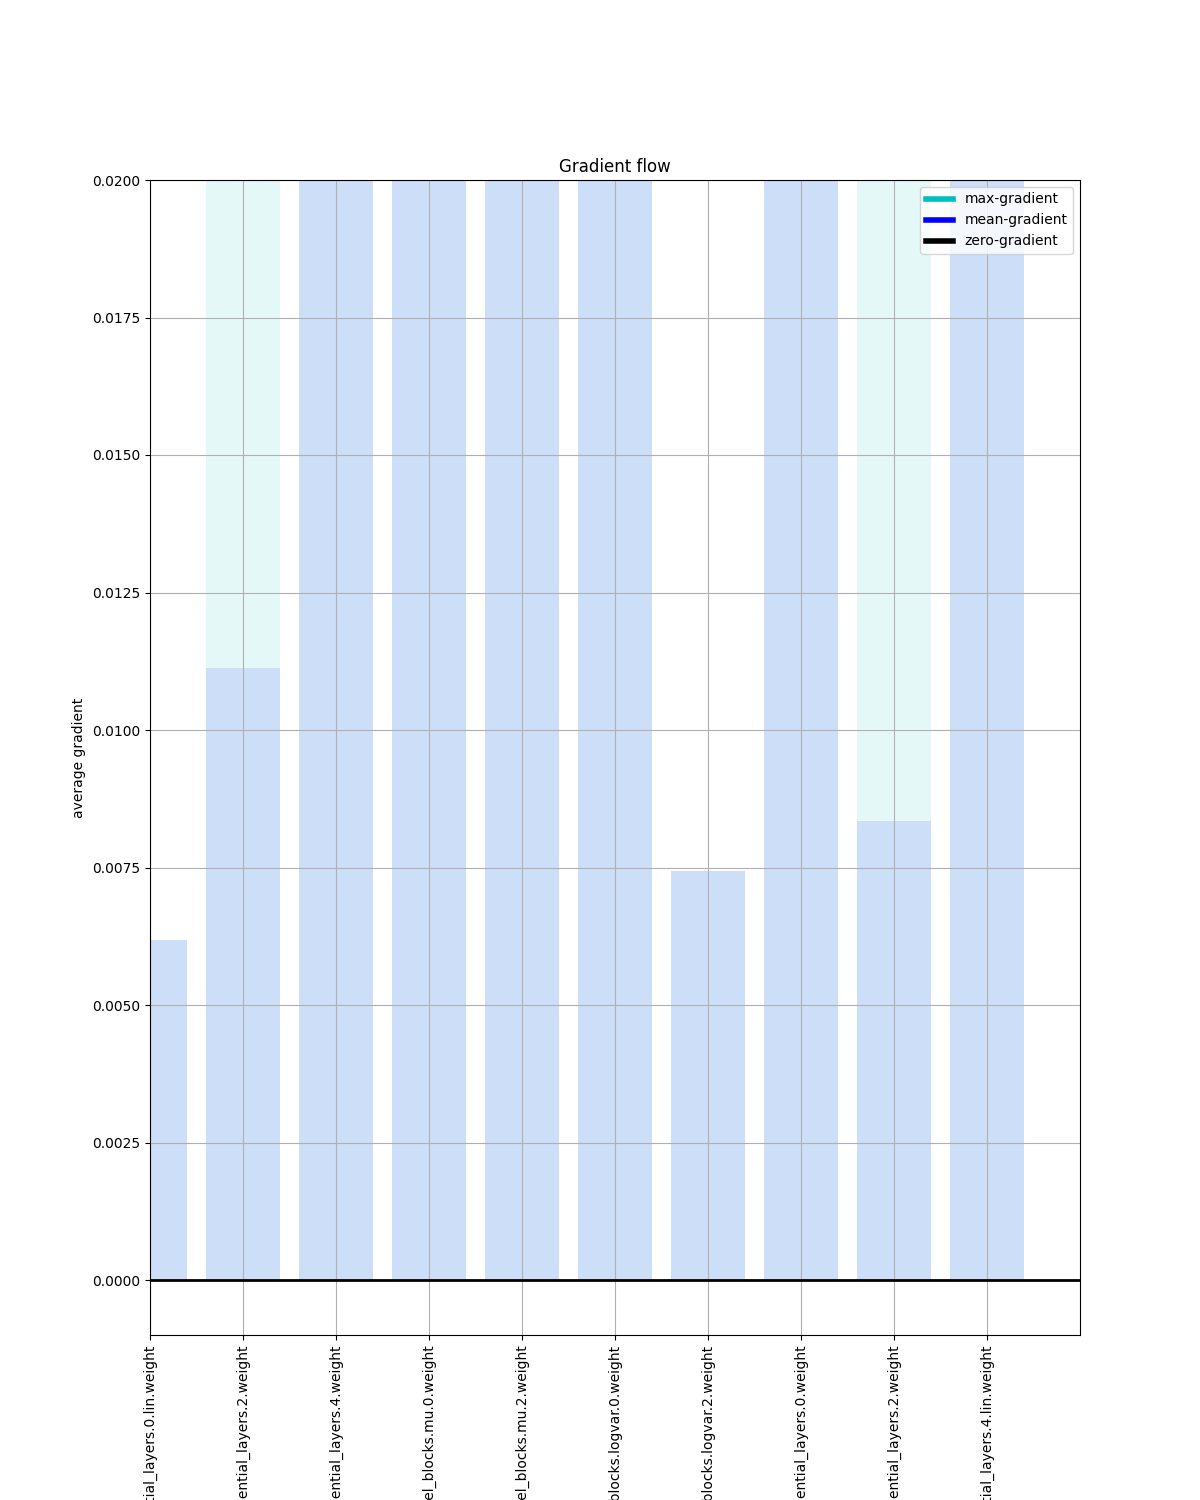 Gradient flow
max-gradient
mean-gradient
zero-gradient
0.0200
0.0175
0.0150
0.0125
0.0100
0.0075
0.0050
0.0025
0.0000
average gradient
tial_layers.0.lin.weight
ential_layers.2.weight
ential_layers.4.weight
el_blocks.mu.0.weight
el_blocks.mu.2.weight
blocks.logvar.0.weight
blocks.logvar.2.weight
ential_layers.0.weight
ential_layers.2.weight
tial_layers.4.lin.weight